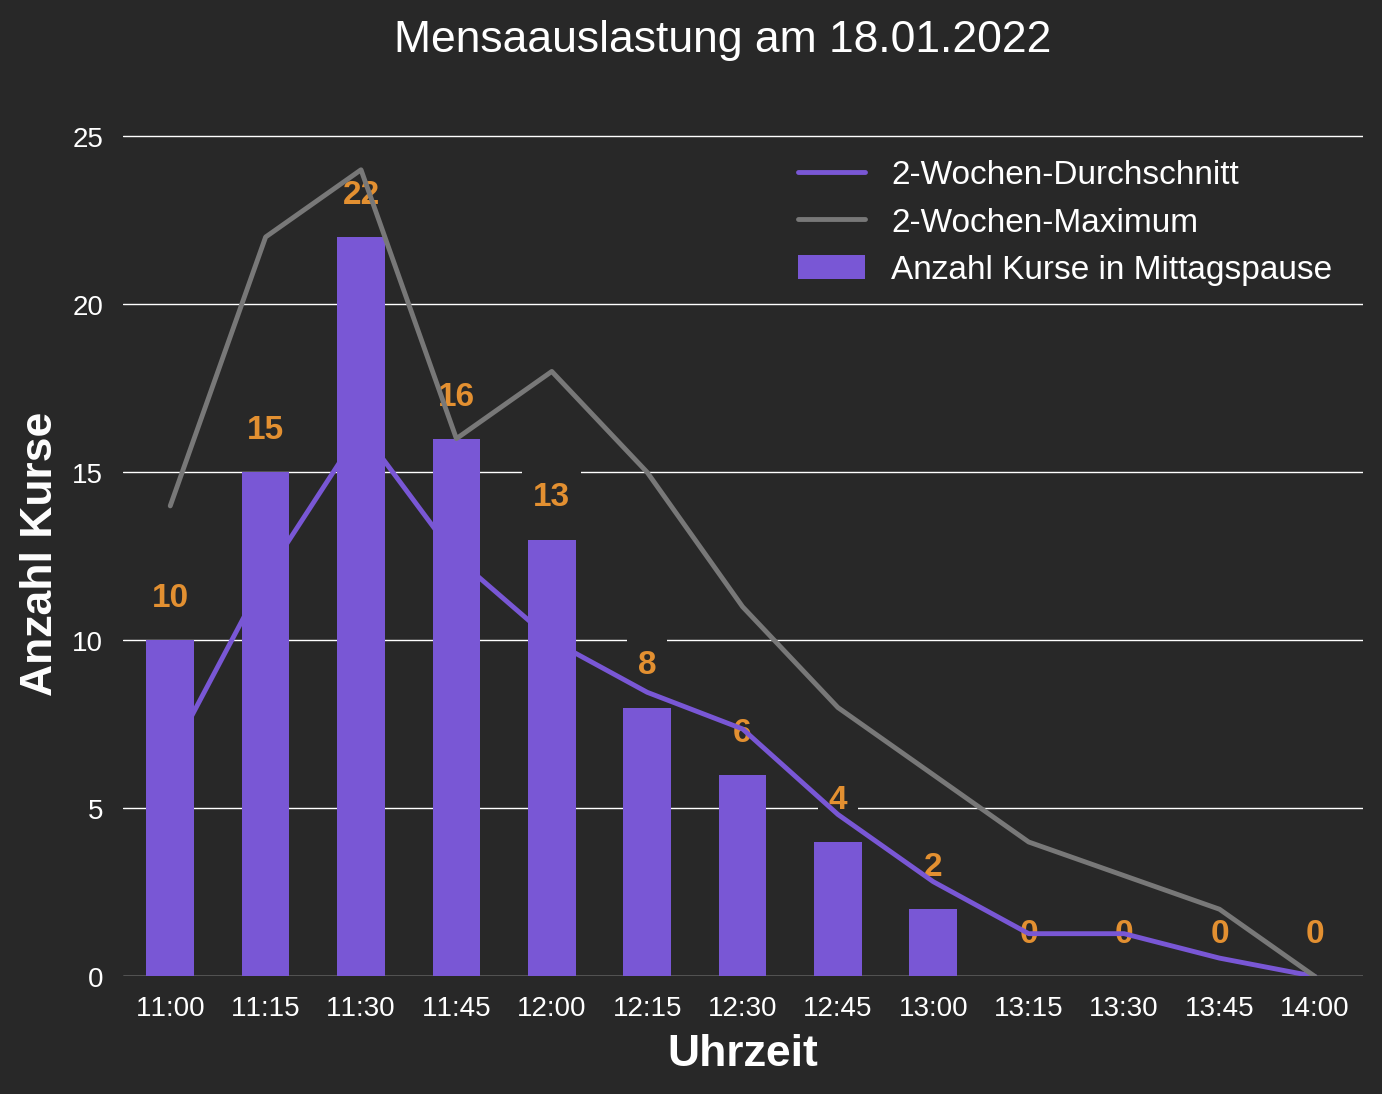 Mensaauslastung am 18.01.2022
2-Wochen-Durchschnitt
2-Wochen-Maximum
Anzahl Kurse in Mittagspause
Anzahl Kurse
25
20
15
10
5
0
10
15
22
16
13
8
6
4
2
0
0
0
0
11:00 11:15 11:30 11:45 12:00 12:15 12:30 12:45 13:00 13:15 13:30 13:45 14:00
Uhrzeit